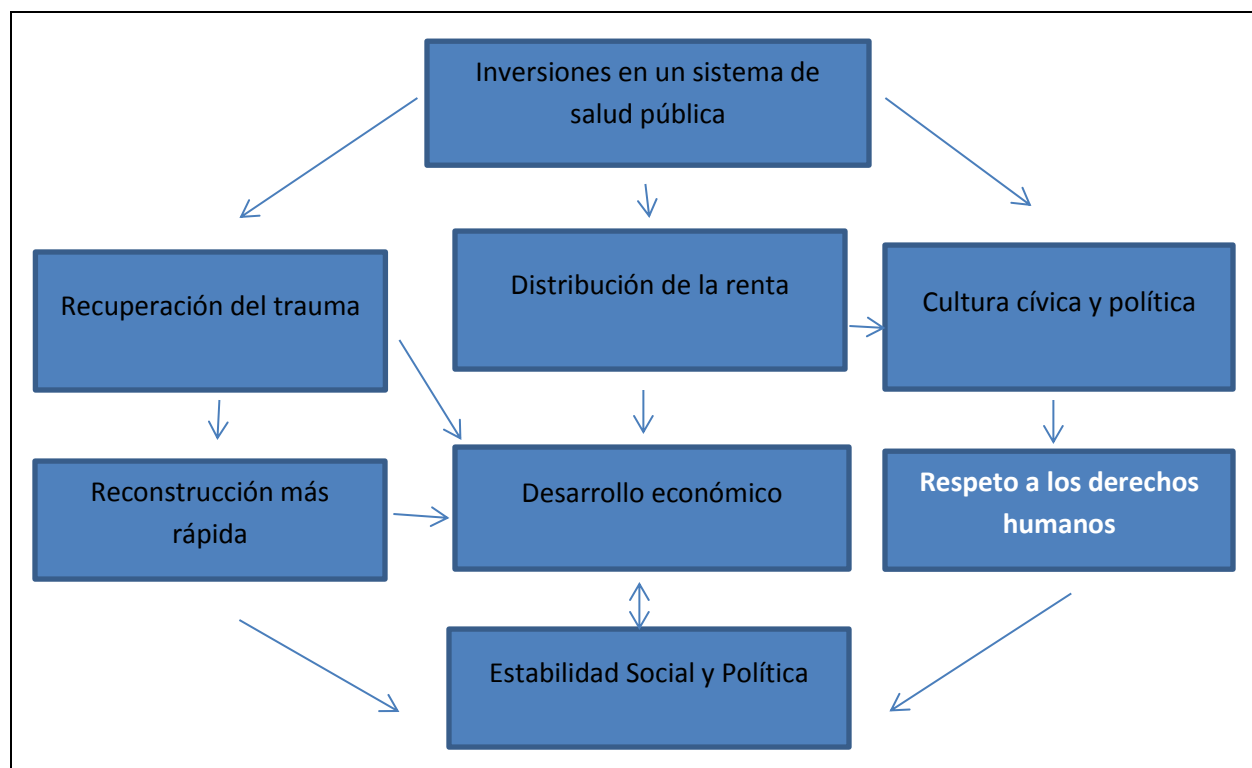 Inversiones en un sistema de
salud pública
Recuperación del trauma
Distribución de la renta
Cultura cívica y política
Reconstrucción más
rápida
Desarrollo económico
Respeto a los derechos
humanos
Estabilidad Social y Política